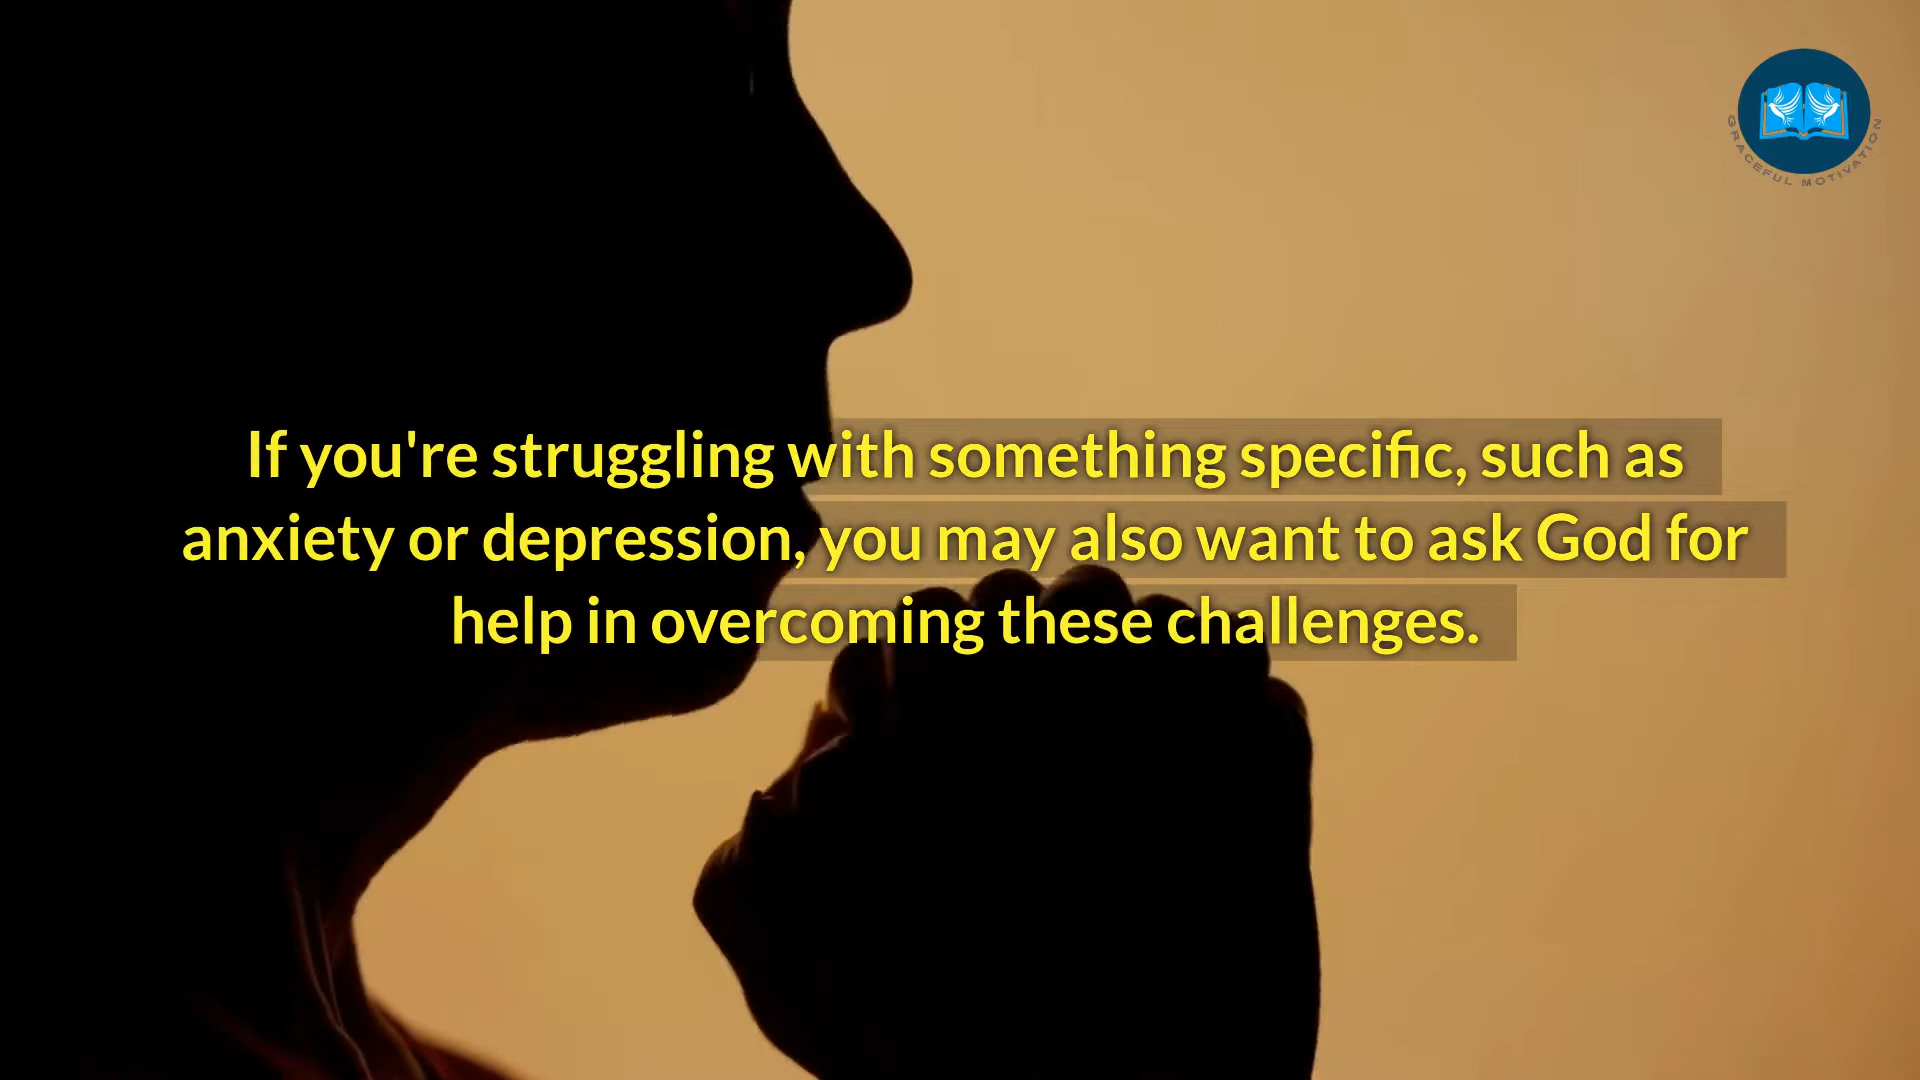 GRACEFUL MOTIVATION
If you're struggling with something specific, such as
anxiety or depression, you may also want to ask God for
help in overcoming these challenges.